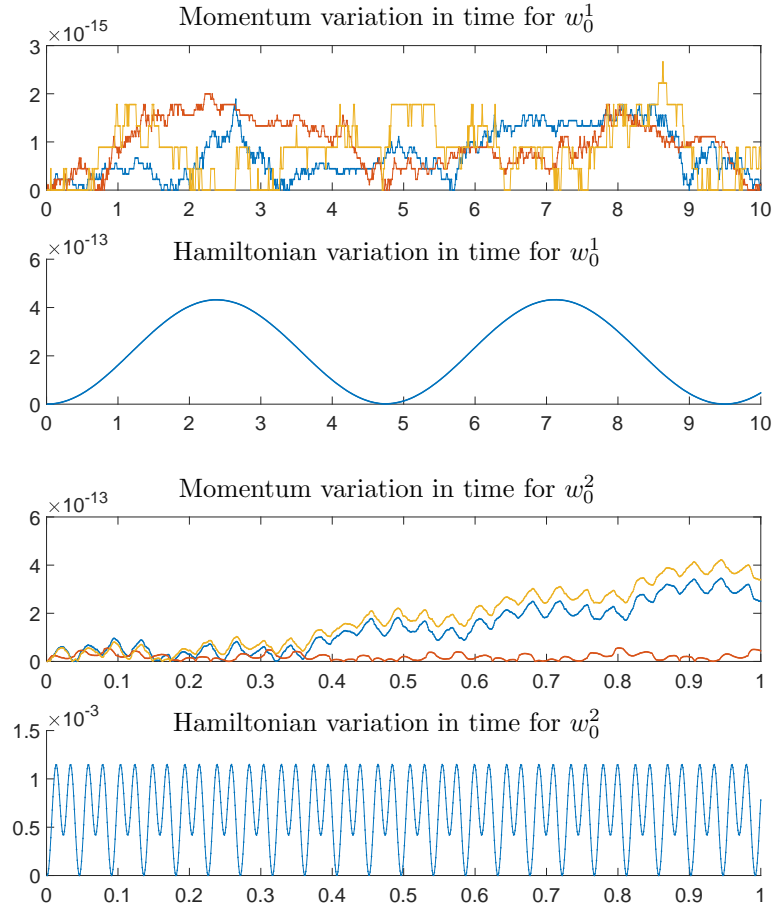 Momentum variation in time for $w_0^1$
×10^{-15}
3
2
1
0
0 1 2 3 4 5 6 7 8 9 10
Hamiltonian variation in time for $w_0^1$
×10^{-13}
6
4
2
0
0 1 2 3 4 5 6 7 8 9 10
Momentum variation in time for $w_0^2$
×10^{-13}
6
4
2
0
0 0.1 0.2 0.3 0.4 0.5 0.6 0.7 0.8 0.9 1
Hamiltonian variation in time for $w_0^2$
×10^{-3}
1.5
1
0.5
0
0 0.1 0.2 0.3 0.4 0.5 0.6 0.7 0.8 0.9 1